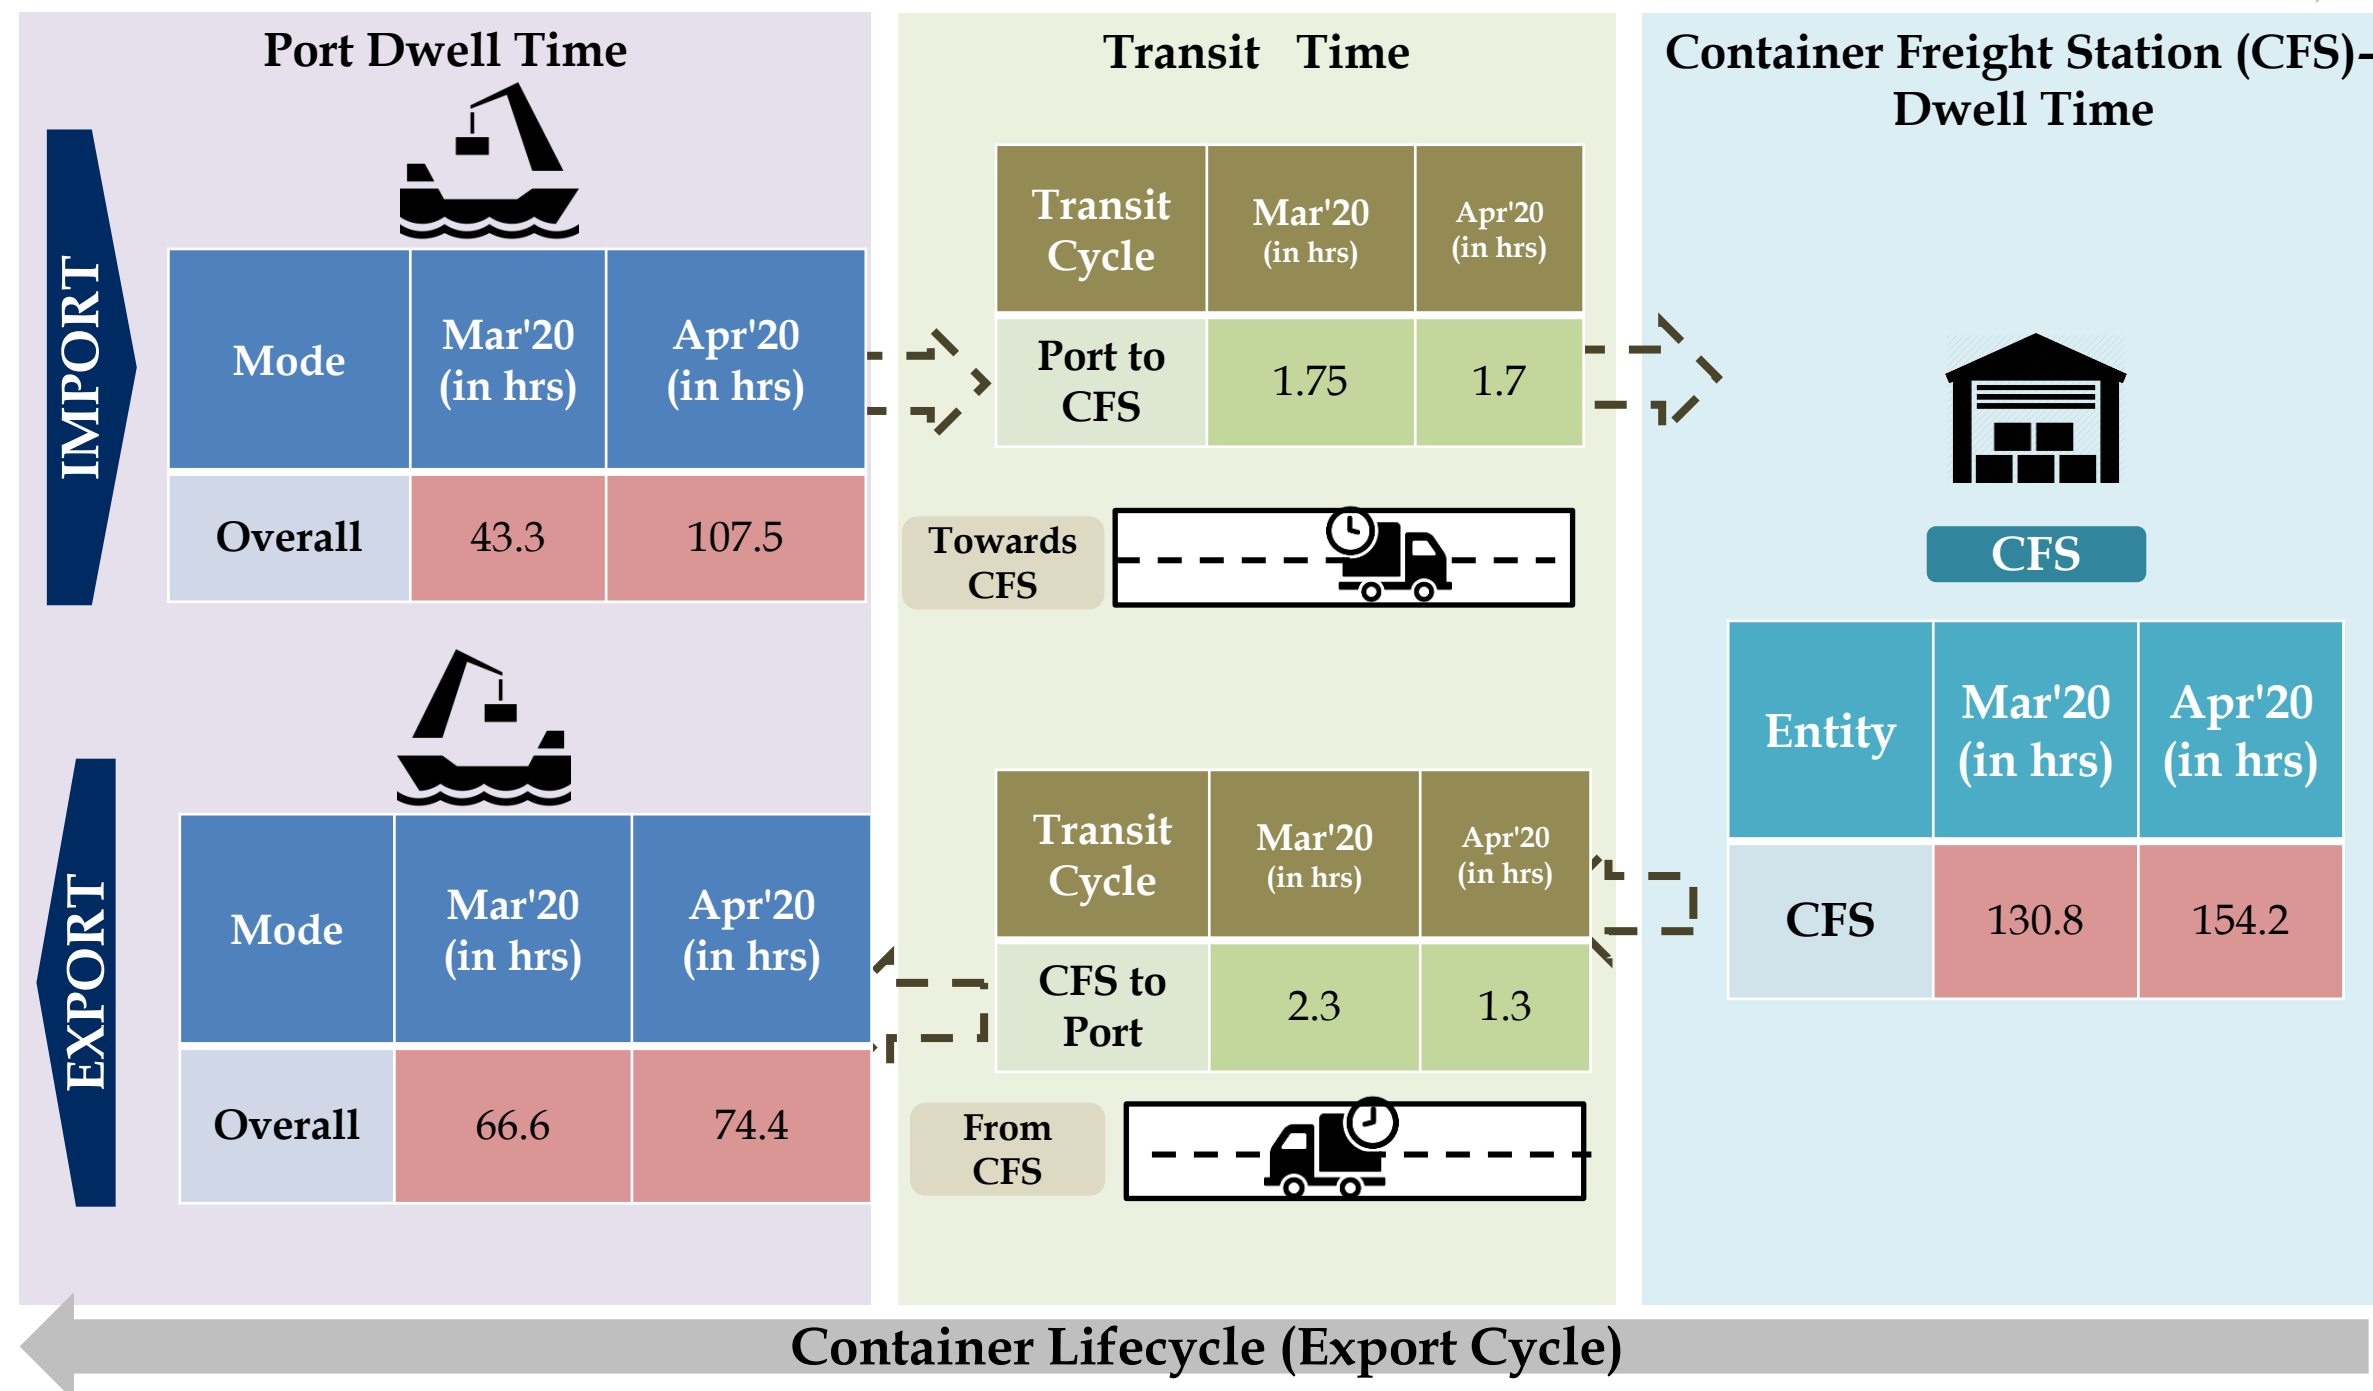 Port Dwell Time
IMPORT
Mode
Mar'20
(in hrs)
Apr'20
(in hrs)
Overall
43.3
107.5
EXPORT
Mode
Mar'20
(in hrs)
Apr'20
(in hrs)
Overall
66.6
74.4
Transit Time
Transit
Cycle
Mar'20
(in hrs)
Apr'20
(in hrs)
Port to
CFS
1.75
1.7
Towards
CFS
Transit
Cycle
Mar'20
(in hrs)
Apr'20
(in hrs)
CFS to
Port
2.3
1.3
From
CFS
Container Freight Station (CFS)-
Dwell Time
CFS
Entity
Mar'20
(in hrs)
Apr'20
(in hrs)
CFS
130.8
154.2
Container Lifecycle (Export Cycle)